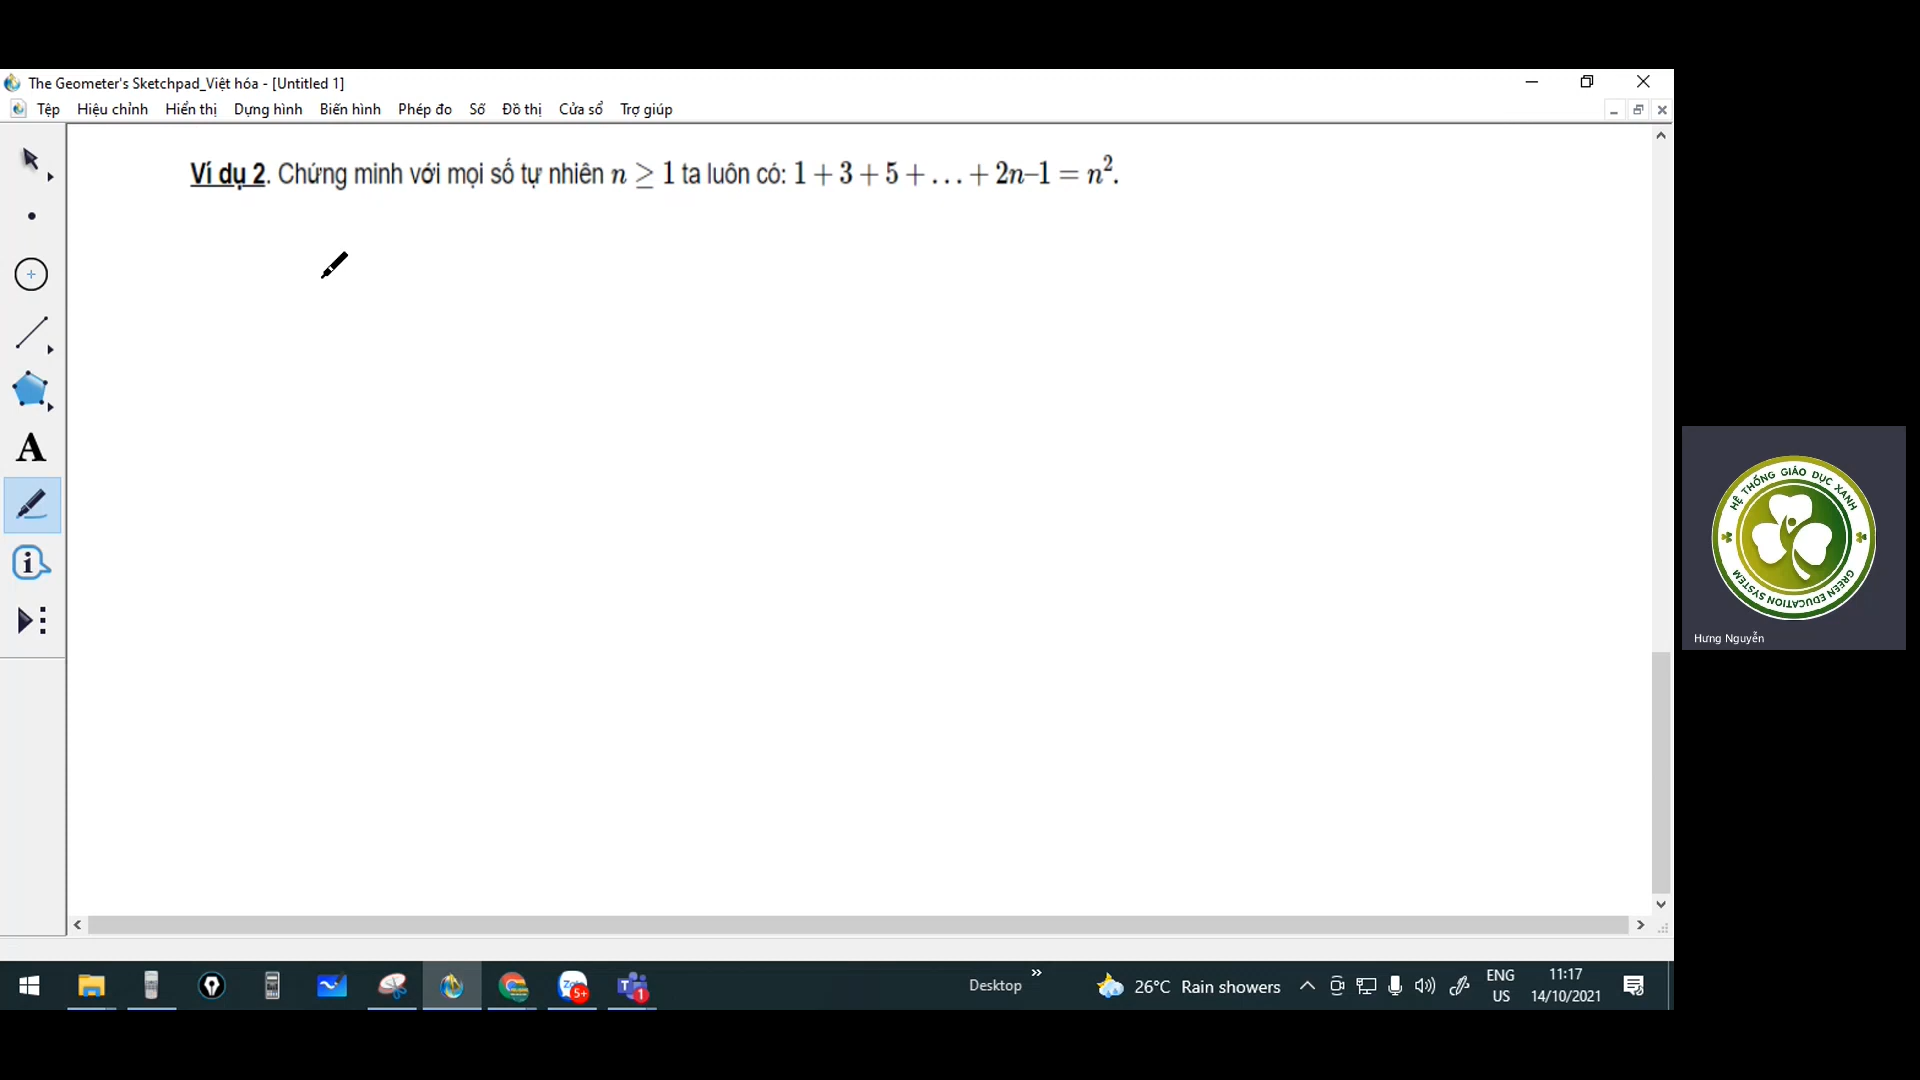 The Geometer's Sketchpad_Việt hóa - [Untitled 1]
Tệp Hiệu chỉnh Hiển thị Dựng hình Biến hình Phép đo Số Đồ thị Cửa sổ Trợ giúp
Ví dụ 2. Chứng minh với mọi số tự nhiên n ≥ 1 ta luôn có: 1 + 3 + 5 + … + 2n–1 = n².
A
HỆ THỐNG GIÁO DỤC XANH
GREEN EDUCATION SYSTEM
Hưng Nguyễn
Zalo 5+
T 1
Desktop
»
26°C Rain showers
ENG
US
11:17
14/10/2021